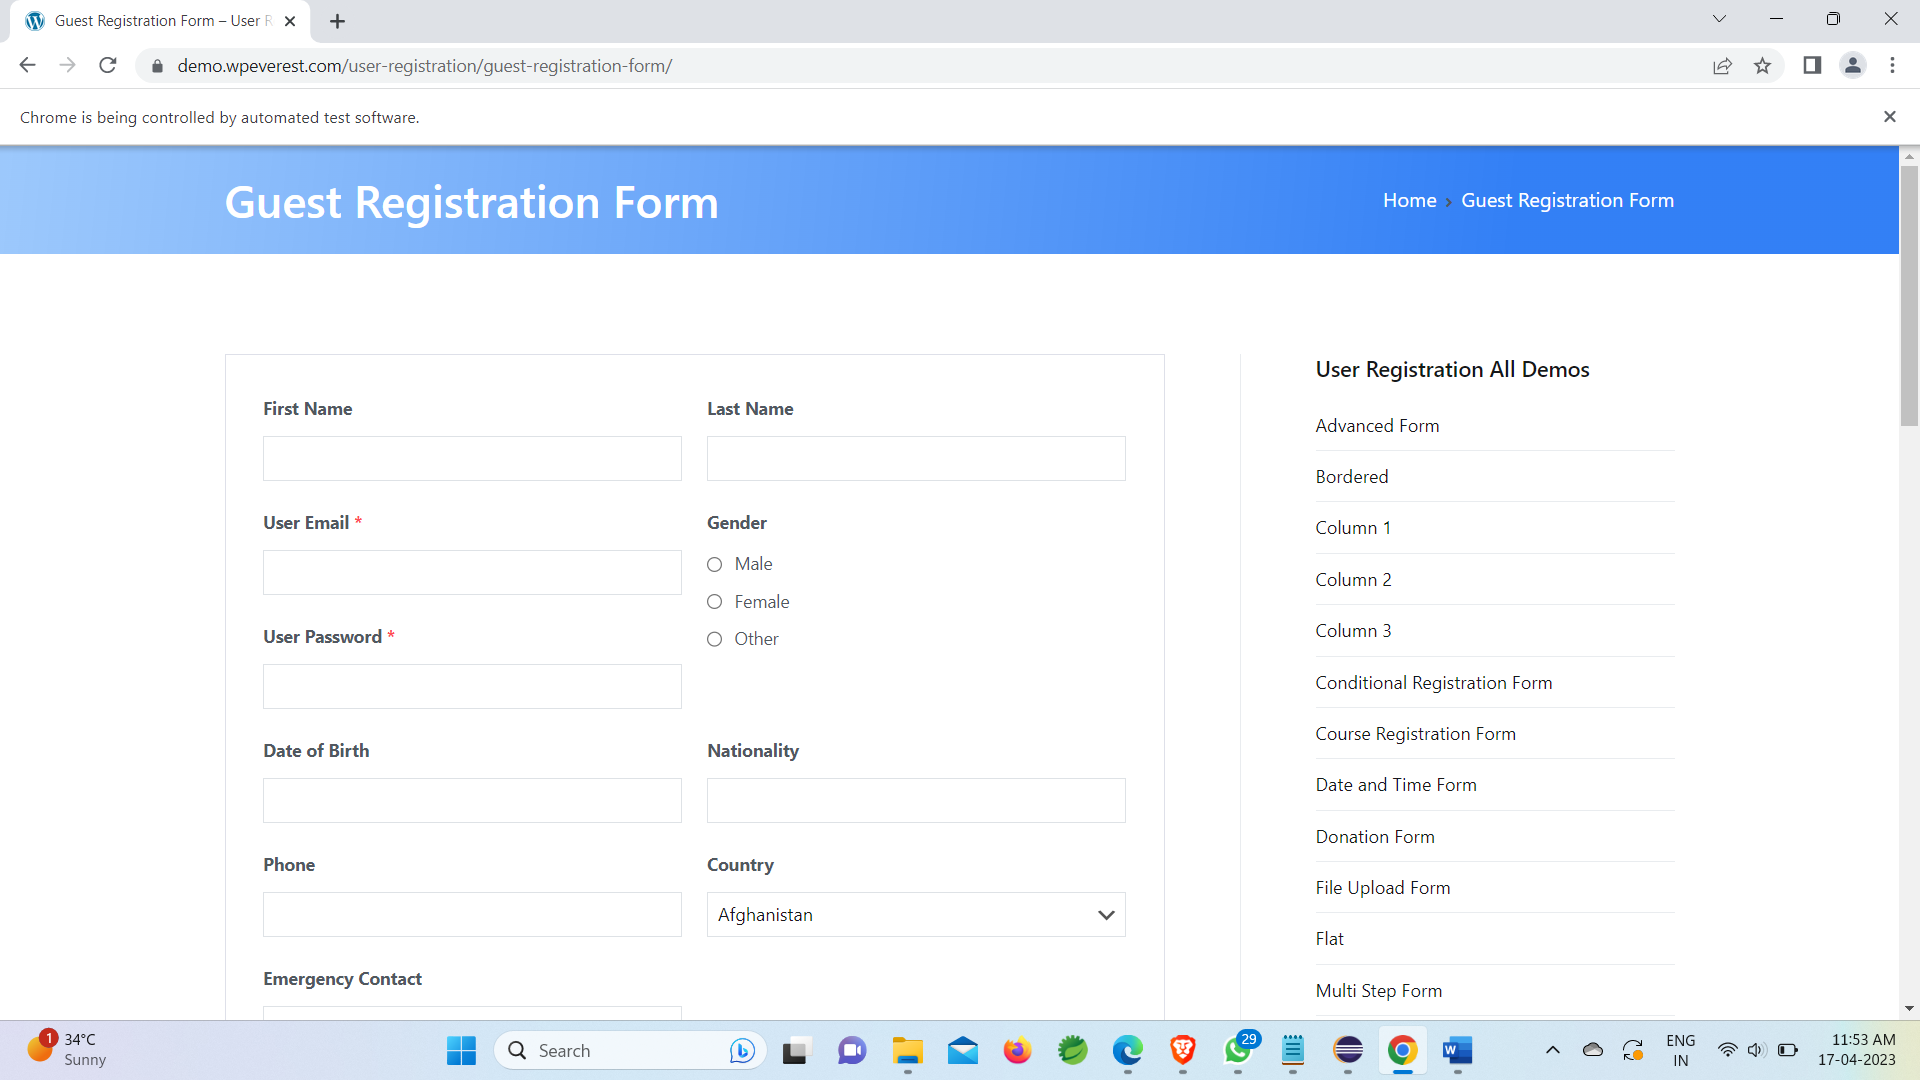 Guest Registration Form – User R
demo.wpeverest.com/user-registration/guest-registration-form/
Chrome is being controlled by automated test software.
Guest Registration Form
Home › Guest Registration Form
First Name
Last Name
User Email *
Gender
Male
Female
Other
User Password *
Date of Birth
Nationality
Phone
Country
Afghanistan
Emergency Contact
User Registration All Demos
Advanced Form
Bordered
Column 1
Column 2
Column 3
Conditional Registration Form
Course Registration Form
Date and Time Form
Donation Form
File Upload Form
Flat
Multi Step Form
1
34°C
Sunny
Search
29
W
ENG
IN
11:53 AM
17-04-2023